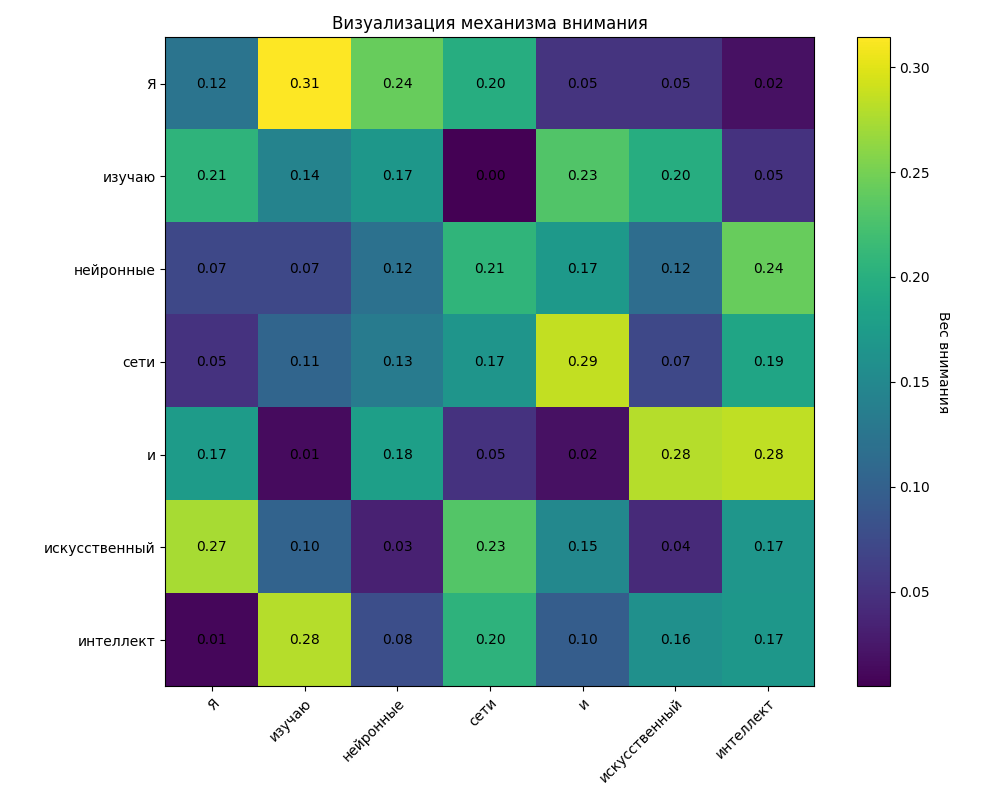 Визуализация механизма внимания
Я 0.12 0.31 0.24 0.20 0.05 0.05 0.02
изучаю 0.21 0.14 0.17 0.00 0.23 0.20 0.05
нейронные 0.07 0.07 0.12 0.21 0.17 0.12 0.24
сети 0.05 0.11 0.13 0.17 0.29 0.07 0.19
и 0.17 0.01 0.18 0.05 0.02 0.28 0.28
искусственный 0.27 0.10 0.03 0.23 0.15 0.04 0.17
интеллект 0.01 0.28 0.08 0.20 0.10 0.16 0.17
Я изучаю нейронные сети и искусственный интеллект
0.30
0.25
0.20
0.15
0.10
0.05
Вес внимания